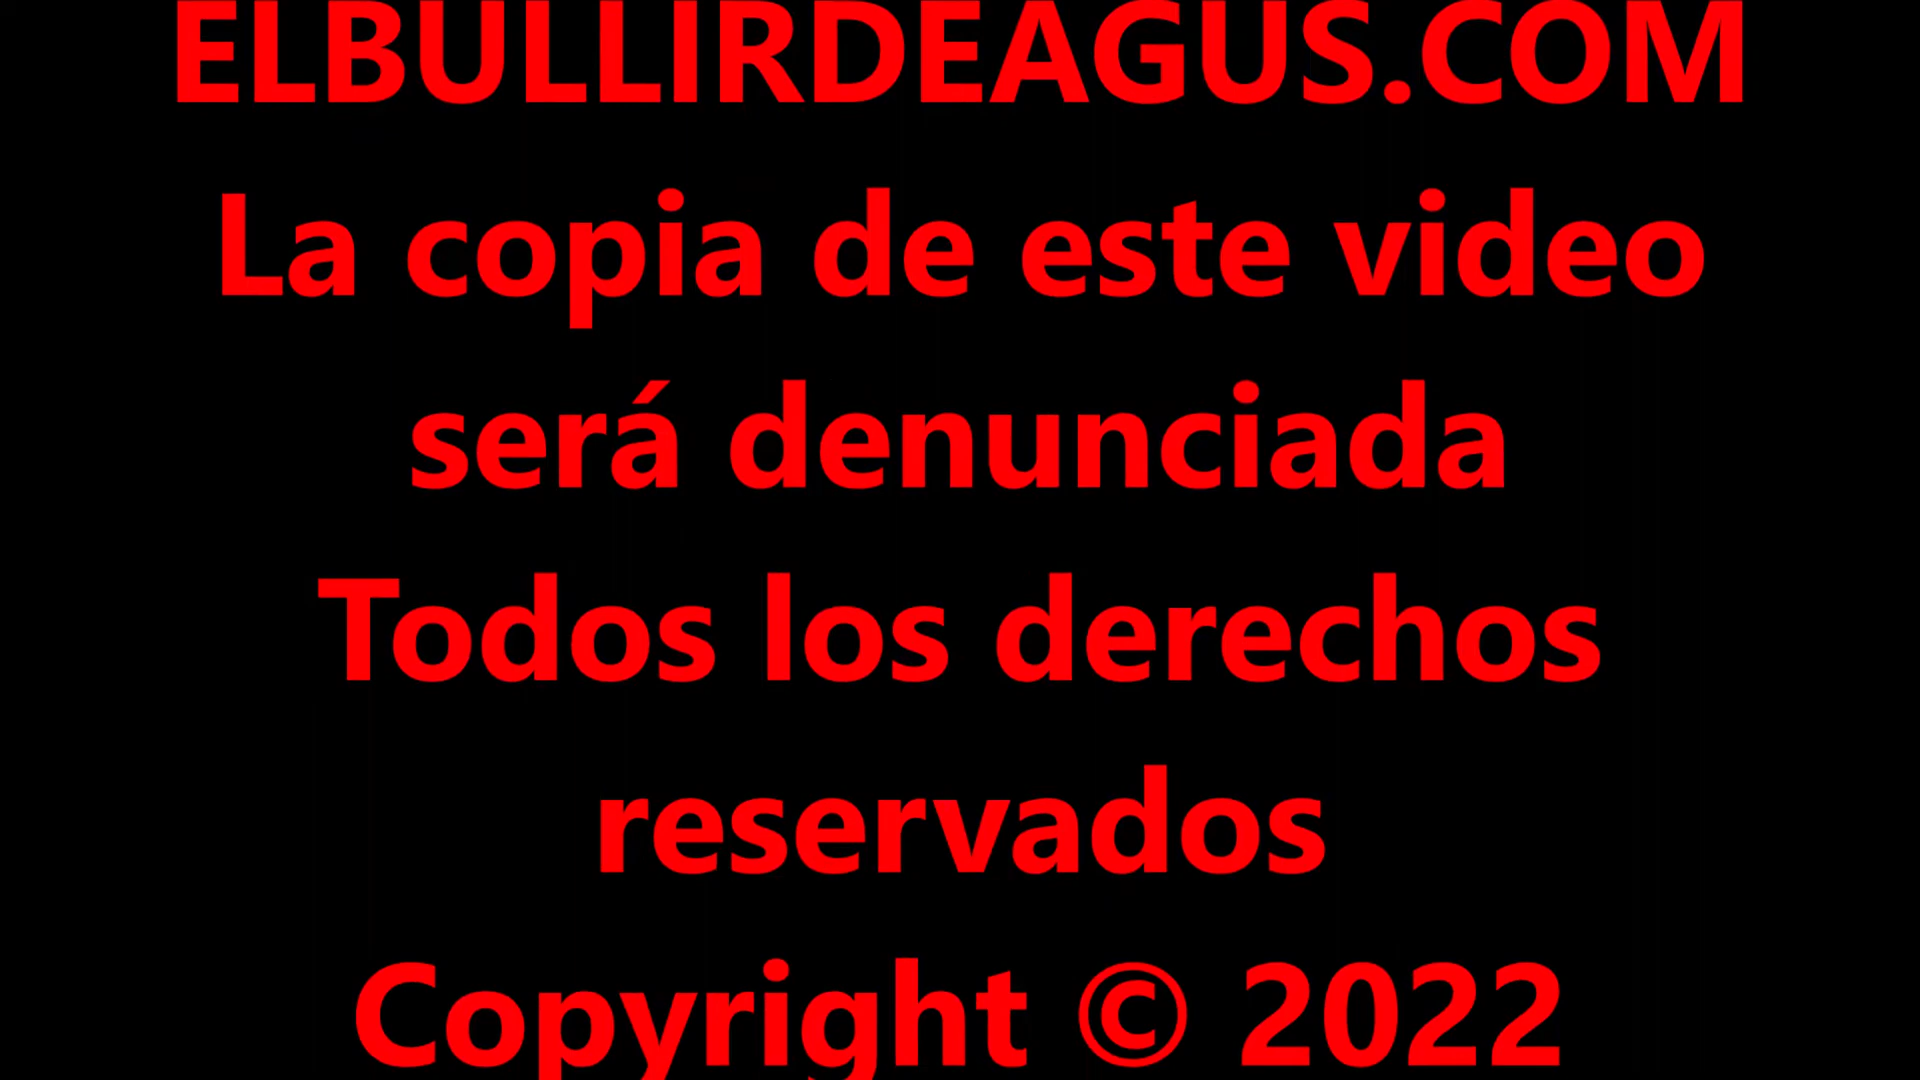 ELBULLIRDEAGUS.COM
La copia de este video
será denunciada
Todos los derechos
reservados
Copyright © 2022